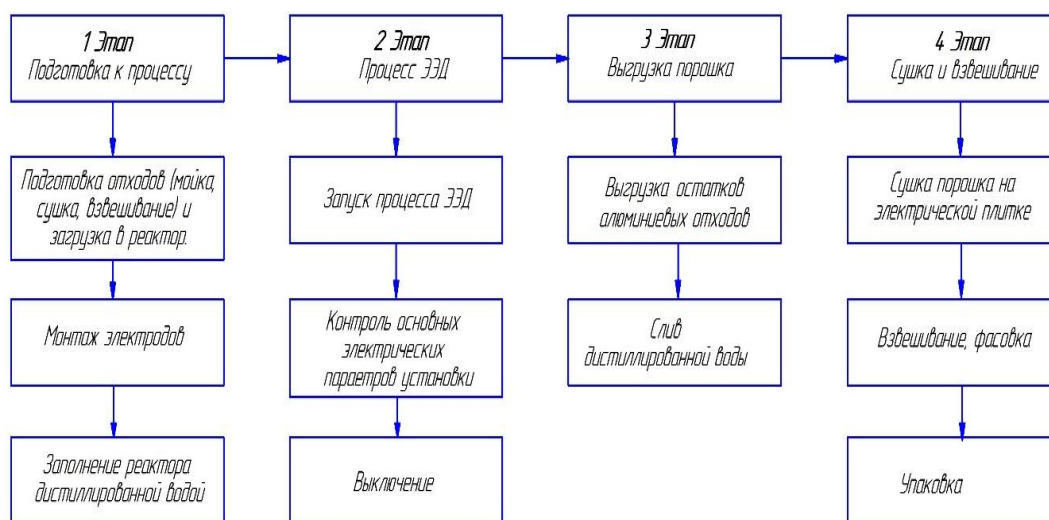 1 Этап
Подготовка к процессу
2 Этап
Процесс ЭЭД
3 Этап
Выгрузка порошка
4 Этап
Сушка и взвешивание
Подготовка отходов (мойка,
сушка, взвешивание) и
загрузка в реактор.
Запуск процесса ЭЭД
Выгрузка остатков
алюминиевых отходов
Сушка порошка на
электрической плитке
Монтаж электродов
Контроль основных
электрических
параетров установки
Слив
дистиллированной воды
Взвешивание, фасовка
Заполнение реактора
дистиллированной водой
Выключение
Упаковка